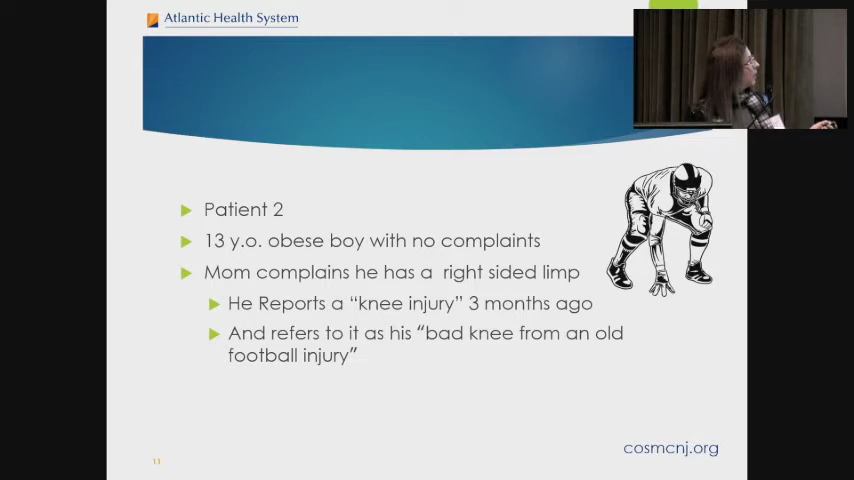 Atlantic Health System
Patient 2
13 y.o. obese boy with no complaints
Mom complains he has a right sided limp
He Reports a “knee injury” 3 months ago
And refers to it as his “bad knee from an old
football injury”
11
cosmcnj.org